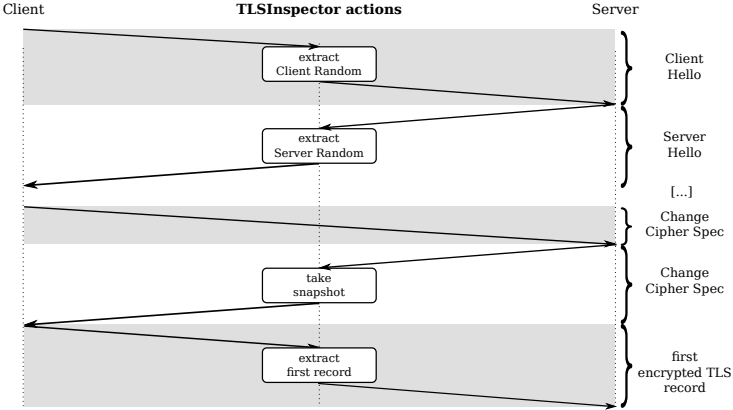 Client
TLSInspector actions
Server
extract
Client Random
Client
Hello
extract
Server Random
Server
Hello
[...]
Change
Cipher Spec
take
snapshot
Change
Cipher Spec
extract
first record
first
encrypted TLS
record